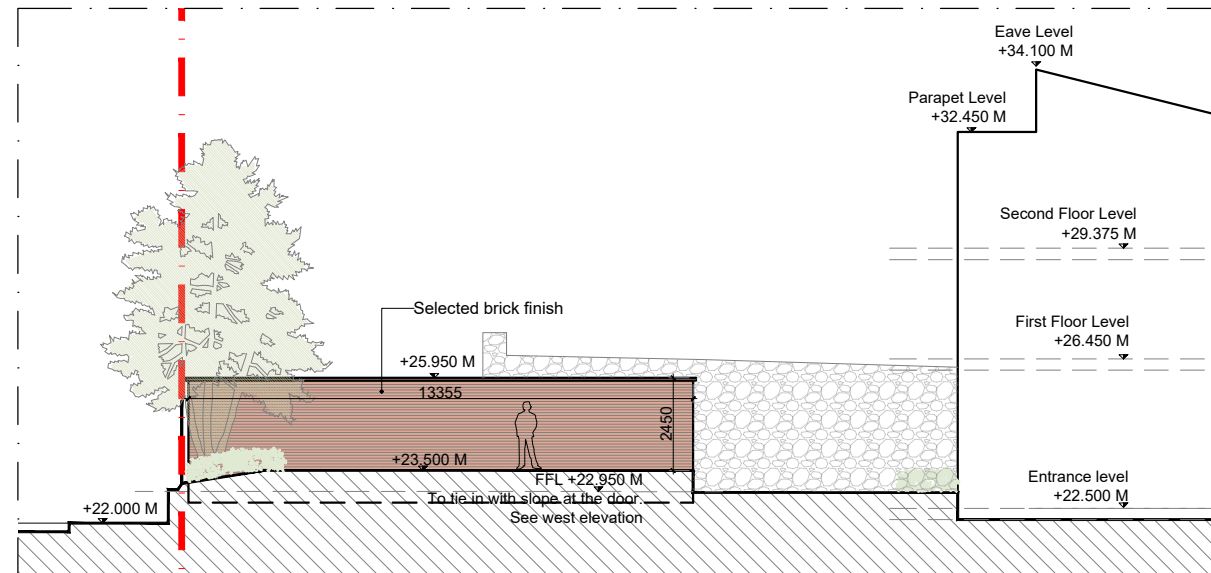 Eave Level
+34.100 M
Parapet Level
+32.450 M
Second Floor Level
+29.375 M
Selected brick finish
First Floor Level
+26.450 M
+25.950 M
13355
2450
+23.500 M
FFL +22.950 M
To tie in with slope at the door.
See west elevation
Entrance level
+22.500 M
+22.000 M